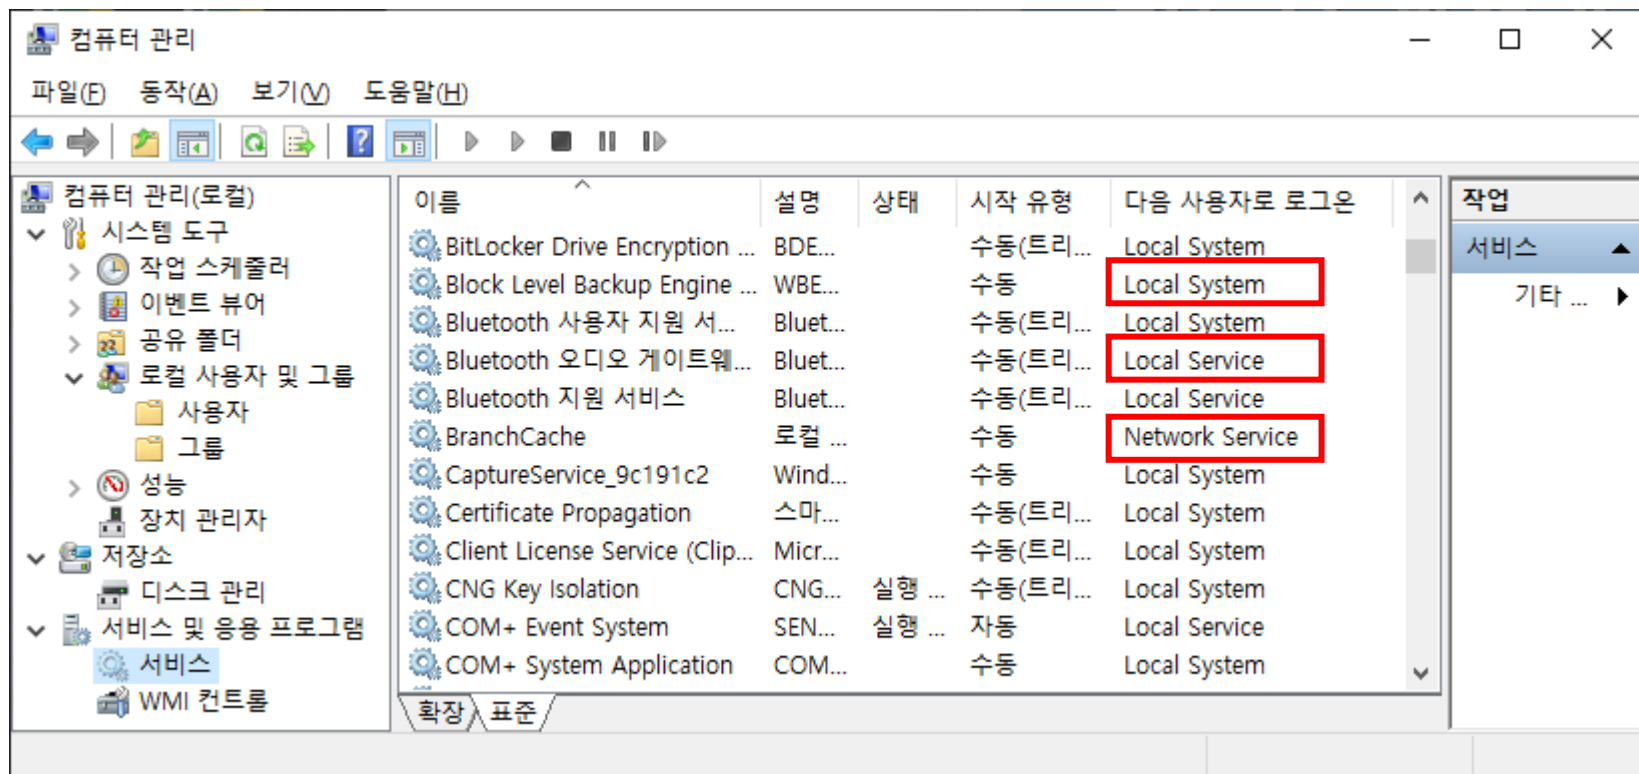 컴퓨터 관리
파일(F) 동작(A) 보기(V) 도움말(H)
컴퓨터 관리(로컬)
시스템 도구
작업 스케줄러
이벤트 뷰어
공유 폴더
로컬 사용자 및 그룹
사용자
그룹
성능
장치 관리자
저장소
디스크 관리
서비스 및 응용 프로그램
서비스
WMI 컨트롤
이름 설명 상태 시작 유형 다음 사용자로 로그온
BitLocker Drive Encryption ... BDE... 수동(트리... Local System
Block Level Backup Engine ... WBE... 수동 Local System
Bluetooth 사용자 지원 서... Bluet... 수동(트리... Local System
Bluetooth 오디오 게이트웨... Bluet... 수동(트리... Local Service
Bluetooth 지원 서비스 Bluet... 수동(트리... Local Service
BranchCache 로컬 ... 수동 Network Service
CaptureService_9c191c2 Wind... 수동 Local System
Certificate Propagation 스마... 수동(트리... Local System
Client License Service (Clip... Micr... 수동(트리... Local System
CNG Key Isolation CNG... 실행 ... 수동(트리... Local System
COM+ Event System SEN... 실행 ... 자동 Local Service
COM+ System Application COM... 수동 Local System
확장 표준
작업
서비스
기타 ...